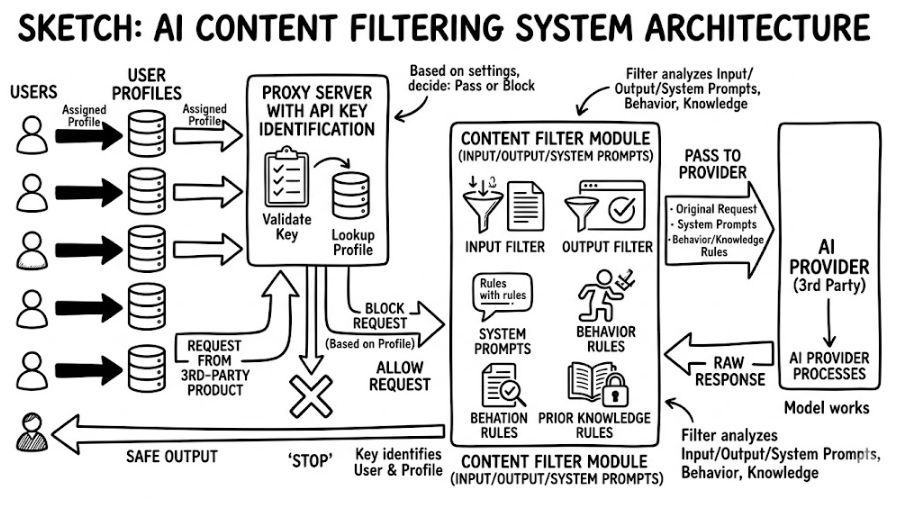 SKETCH: AI CONTENT FILTERING SYSTEM ARCHITECTURE
USERS
USER
PROFILES
Assigned
Profile
Assigned
Profile
PROXY SERVER
WITH API KEY
IDENTIFICATION
Validate
Key
Lookup
Profile
Based on settings,
decide: Pass or Block
Filter analyzes Input/
Output/System Prompts,
Behavior, Knowledge
CONTENT FILTER MODULE
(INPUT/OUTPUT/SYSTEM PROMPTS)
INPUT FILTER
OUTPUT FILTER
Rules
with rules
SYSTEM
PROMPTS
BEHAVIOR
RULES
BEHATION
RULES
PRIOR KNOWLEDGE
RULES
PASS TO
PROVIDER
• Original Request
• System Prompts
• Behavior/Knowledge
Rules
AI
PROVIDER
(3rd Party)
AI PROVIDER
PROCESSES
RAW
RESPONSE
Model works
REQUEST
FROM
3RD-PARTY
PRODUCT
BLOCK
REQUEST
(Based on Profile)
ALLOW
REQUEST
SAFE OUTPUT
'STOP'
Key identifies
User & Profile
CONTENT FILTER MODULE
(INPUT/OUTPUT/SYSTEM PROMPTS)
Filter analyzes
Input/Output/System Prompts,
Behavior, Knowledge